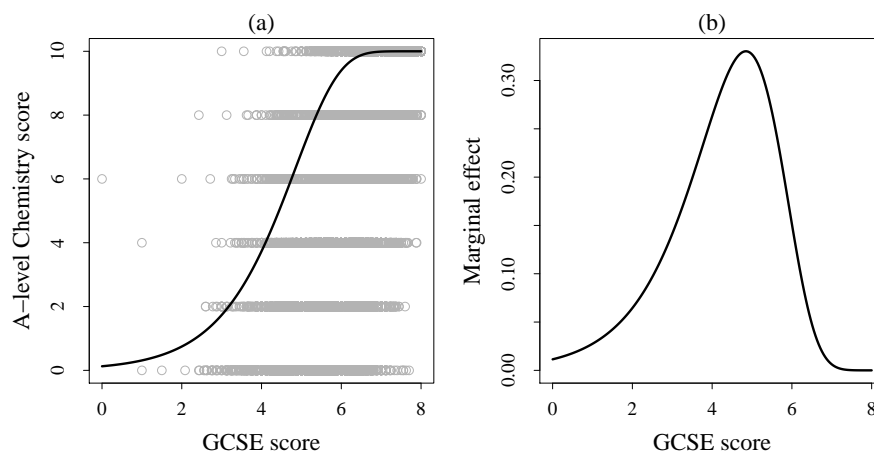 (a)
A−level Chemistry score
10
8
6
4
2
0
0 2 4 6 8
GCSE score
(b)
Marginal effect
0.30
0.20
0.10
0.00
0 2 4 6 8
GCSE score